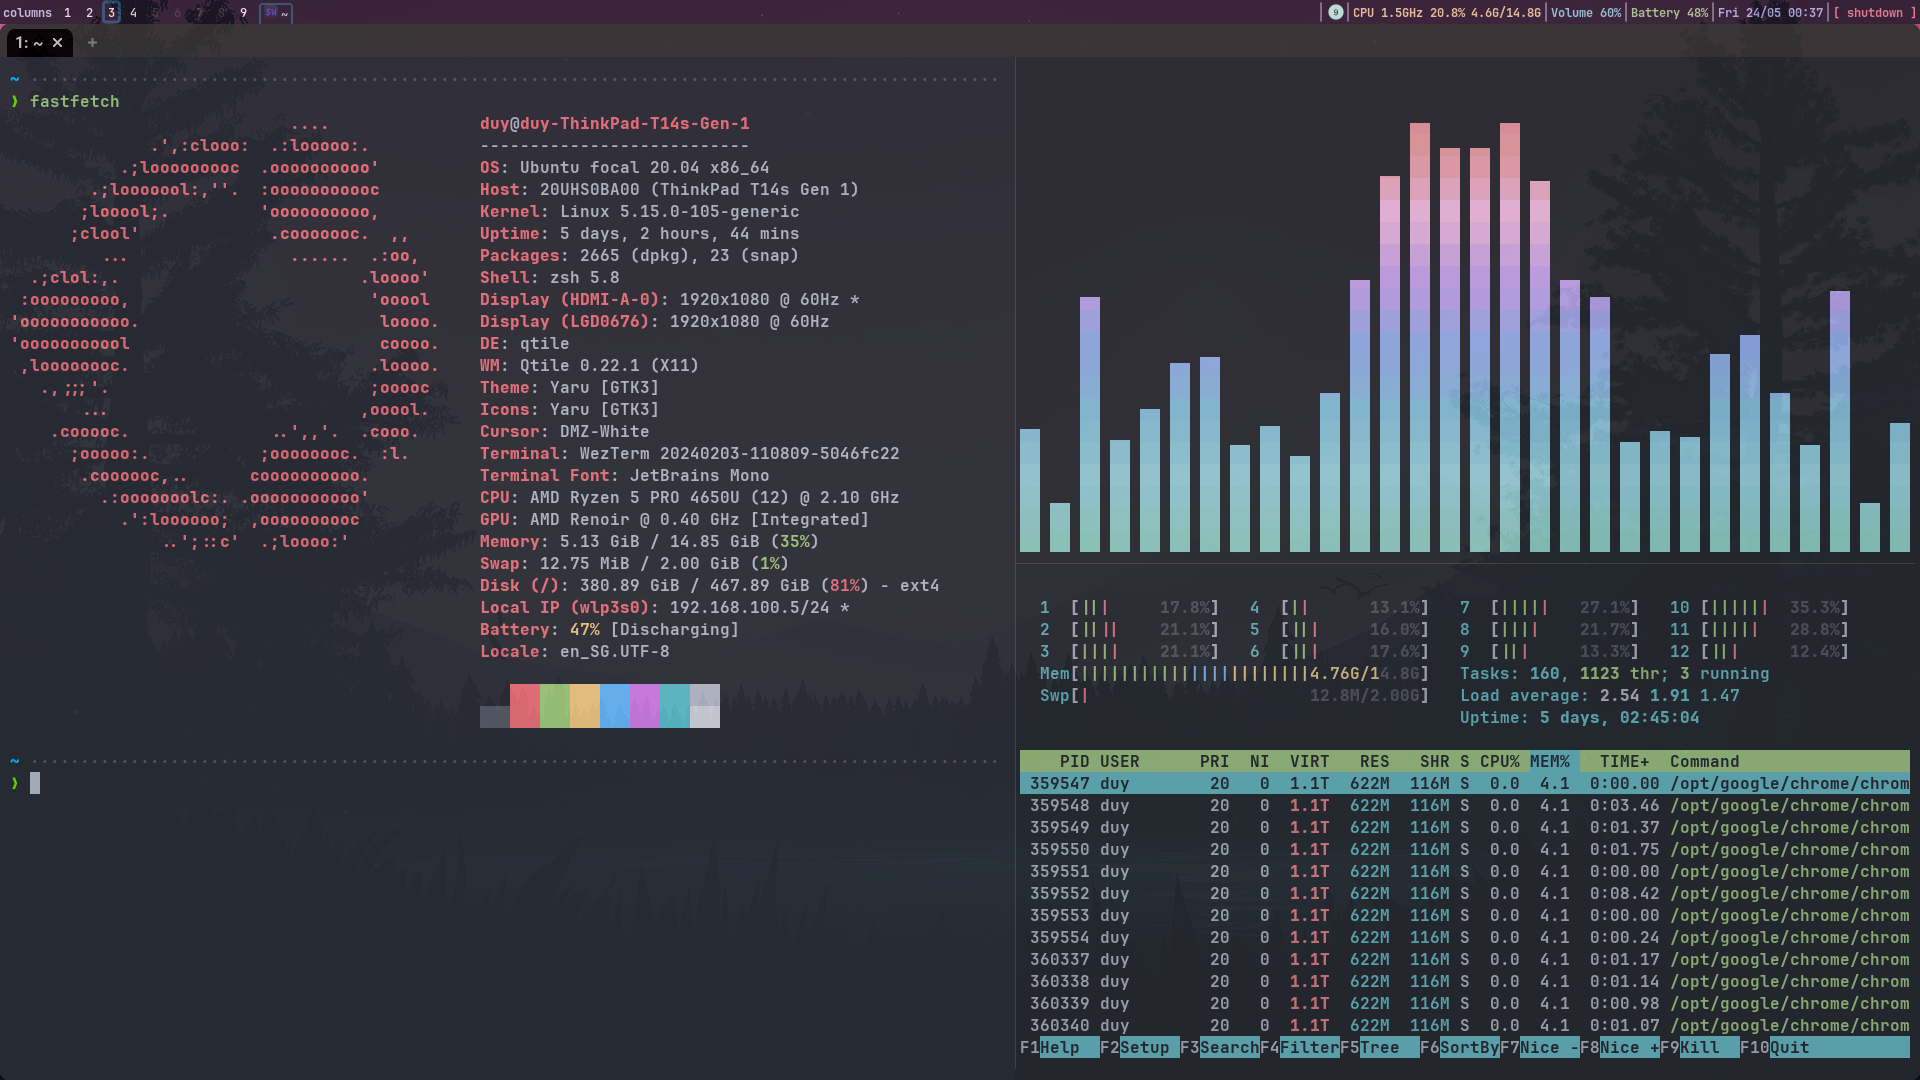 columns 1 2 3 4 5 6 7 8 9 ~ 9 CPU 1.5GHz 20.8% 4.6G/14.8G Volume 60% Battery 48% Fri 24/05 00:37 [ shutdown ]
1: ~ × +
~
❯ fastfetch
duy@duy-ThinkPad-T14s-Gen-1
---------------------------
OS: Ubuntu focal 20.04 x86_64
Host: 20UHS0BA00 (ThinkPad T14s Gen 1)
Kernel: Linux 5.15.0-105-generic
Uptime: 5 days, 2 hours, 44 mins
Packages: 2665 (dpkg), 23 (snap)
Shell: zsh 5.8
Display (HDMI-A-0): 1920x1080 @ 60Hz *
Display (LGD0676): 1920x1080 @ 60Hz
DE: qtile
WM: Qtile 0.22.1 (X11)
Theme: Yaru [GTK3]
Icons: Yaru [GTK3]
Cursor: DMZ-White
Terminal: WezTerm 20240203-110809-5046fc22
Terminal Font: JetBrains Mono
CPU: AMD Ryzen 5 PRO 4650U (12) @ 2.10 GHz
GPU: AMD Renoir @ 0.40 GHz [Integrated]
Memory: 5.13 GiB / 14.85 GiB (35%)
Swap: 12.75 MiB / 2.00 GiB (1%)
Disk (/): 380.89 GiB / 467.89 GiB (81%) - ext4
Local IP (wlp3s0): 192.168.100.5/24 *
Battery: 47% [Discharging]
Locale: en_SG.UTF-8
~
❯
1 [||| 17.8%] 4 [|| 13.1%] 7 [||||| 27.1%] 10 [|||||| 35.3%]
2 [|||| 21.1%] 5 [||| 16.0%] 8 [|||| 21.7%] 11 [||||| 28.8%]
3 [|||| 21.1%] 6 [||| 17.6%] 9 [||| 13.3%] 12 [||| 12.4%]
Mem[|||||||||||||||||||||||4.76G/14.8G] Tasks: 160, 1123 thr; 3 running
Swp[| 12.8M/2.00G] Load average: 2.54 1.91 1.47
Uptime: 5 days, 02:45:04
PID USER PRI NI VIRT RES SHR S CPU% MEM% TIME+ Command
359547 duy 20 0 1.1T 622M 116M S 0.0 4.1 0:00.00 /opt/google/chrome/chrom
359548 duy 20 0 1.1T 622M 116M S 0.0 4.1 0:03.46 /opt/google/chrome/chrom
359549 duy 20 0 1.1T 622M 116M S 0.0 4.1 0:01.37 /opt/google/chrome/chrom
359550 duy 20 0 1.1T 622M 116M S 0.0 4.1 0:01.75 /opt/google/chrome/chrom
359551 duy 20 0 1.1T 622M 116M S 0.0 4.1 0:00.00 /opt/google/chrome/chrom
359552 duy 20 0 1.1T 622M 116M S 0.0 4.1 0:08.42 /opt/google/chrome/chrom
359553 duy 20 0 1.1T 622M 116M S 0.0 4.1 0:00.00 /opt/google/chrome/chrom
359554 duy 20 0 1.1T 622M 116M S 0.0 4.1 0:00.24 /opt/google/chrome/chrom
360337 duy 20 0 1.1T 622M 116M S 0.0 4.1 0:01.17 /opt/google/chrome/chrom
360338 duy 20 0 1.1T 622M 116M S 0.0 4.1 0:01.14 /opt/google/chrome/chrom
360339 duy 20 0 1.1T 622M 116M S 0.0 4.1 0:00.98 /opt/google/chrome/chrom
360340 duy 20 0 1.1T 622M 116M S 0.0 4.1 0:01.07 /opt/google/chrome/chrom
F1Help F2Setup F3SearchF4FilterF5Tree F6SortByF7Nice -F8Nice +F9Kill F10Quit